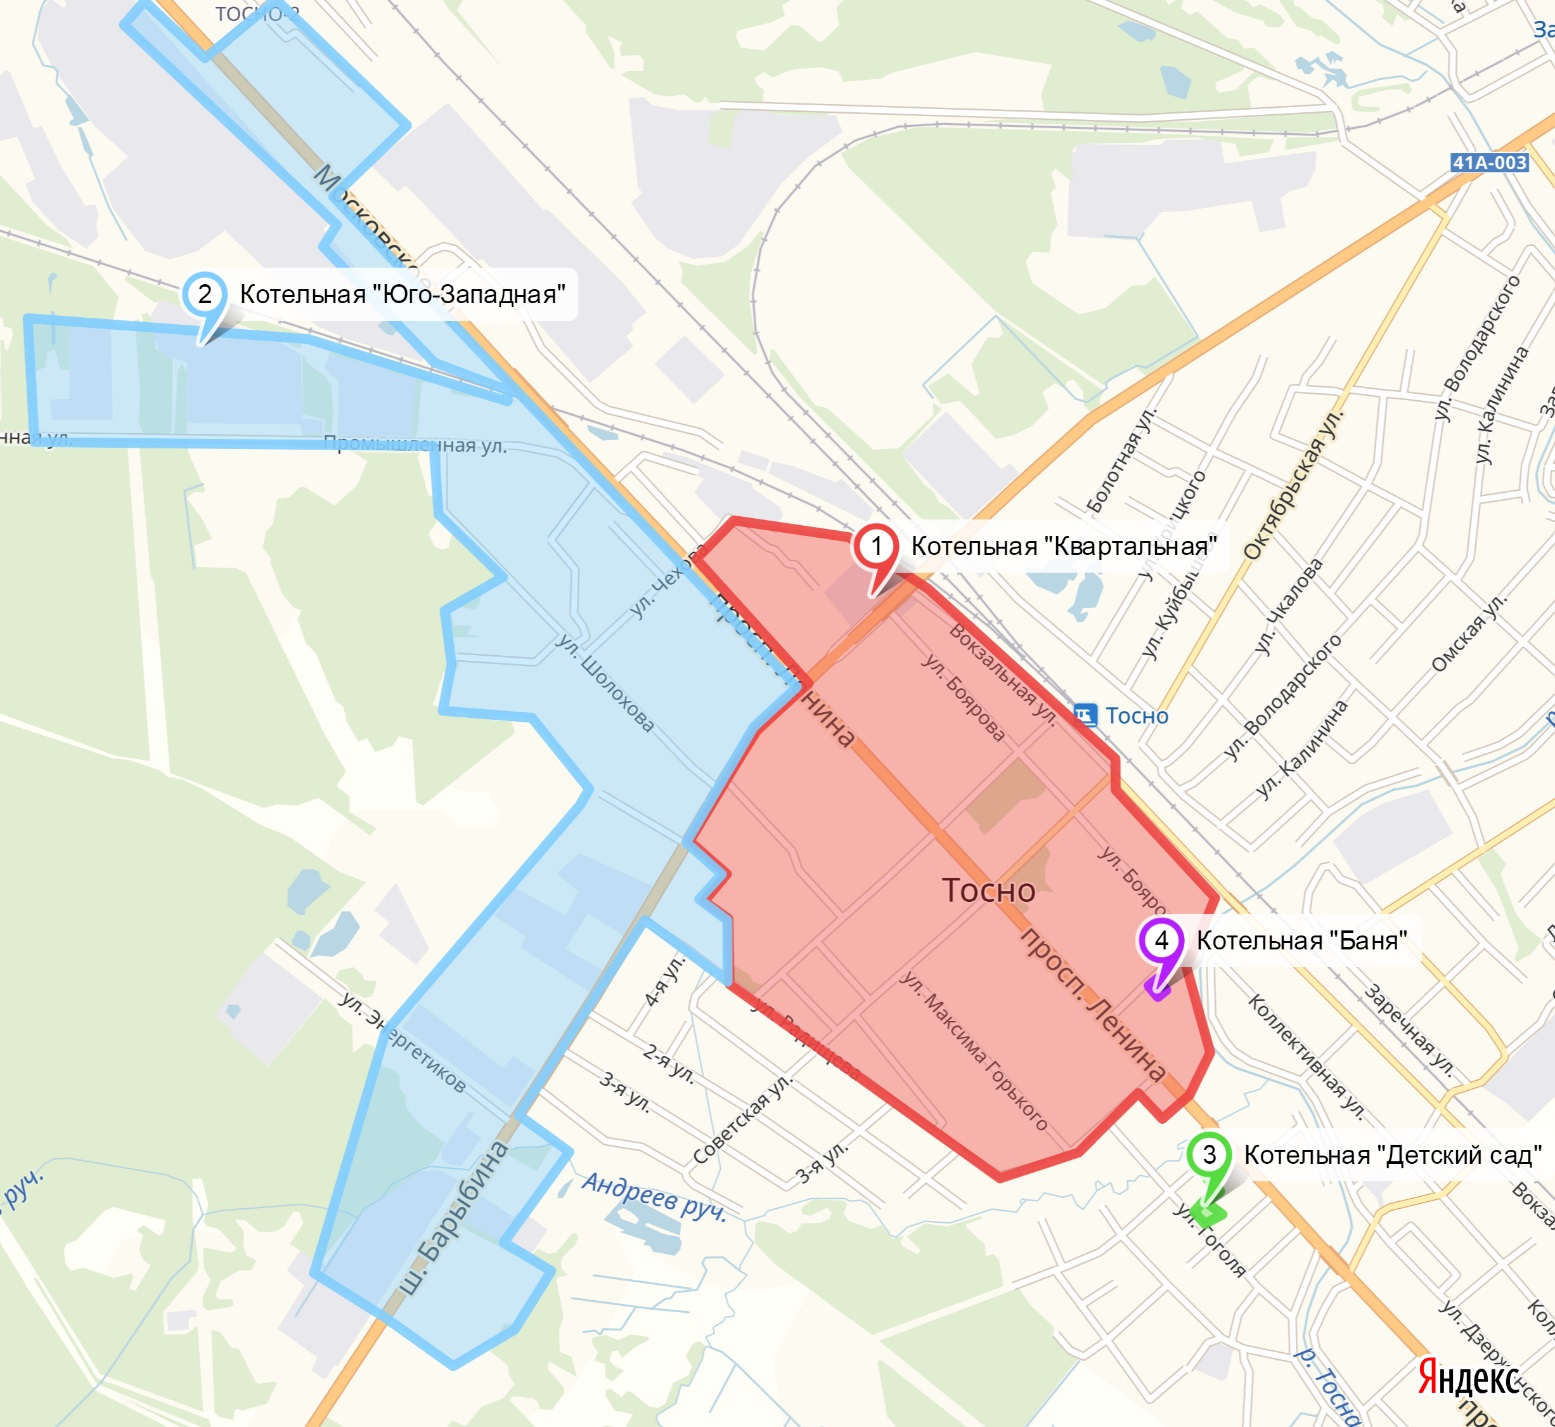 ТОСНО-2
41А-003
Московское
2
Котельная "Юго-Западная"
ул. Володарского
ул. Калинина
Промышленная ул.
ул. Болотная
Октябрьская ул.
1
Котельная "Квартальная"
ул. Чехова
просп. Ленина
ул. Чкалова
Омская ул.
Вокзальная ул.
ул. Боярова
ул. Шолохова
ул. Володарского
Тосно
ул. Калинина
Тосно
4
Котельная "Баня"
просп. Ленина
4-я ул.
ул. Энергетиков
ул. Радищева
ул. Максима Горького
Коллективная ул.
Заречная ул.
2-я ул.
3-я ул.
Советская ул.
3-я ул.
3
Котельная "Детский сад"
Андреев руч.
ш. Барыбина
ул. Гоголя
руч.
р. Тосна
ул. Дзержинского
Яндекс